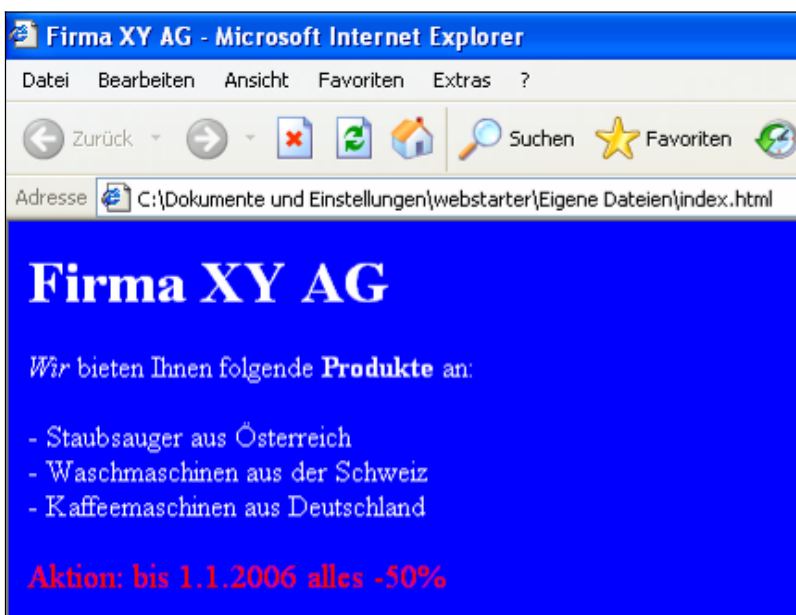 Firma XY AG - Microsoft Internet Explorer
Datei Bearbeiten Ansicht Favoriten Extras ?
Zurück Suchen Favoriten
Adresse C:\Dokumente und Einstellungen\webstarter\Eigene Dateien\index.html
Firma XY AG
Wir bieten Ihnen folgende Produkte an:
- Staubsauger aus Österreich
- Waschmaschinen aus der Schweiz
- Kaffeemaschinen aus Deutschland
Aktion: bis 1.1.2006 alles -50%